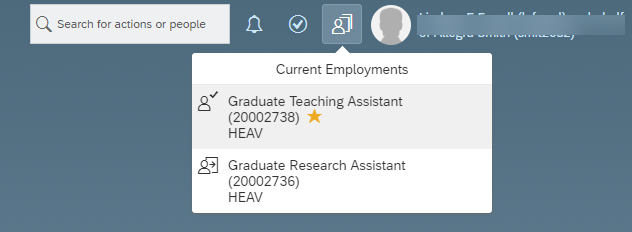 Search for actions or people
Current Employments
Graduate Teaching Assistant
(20002738)
HEAV
Graduate Research Assistant
(20002736)
HEAV